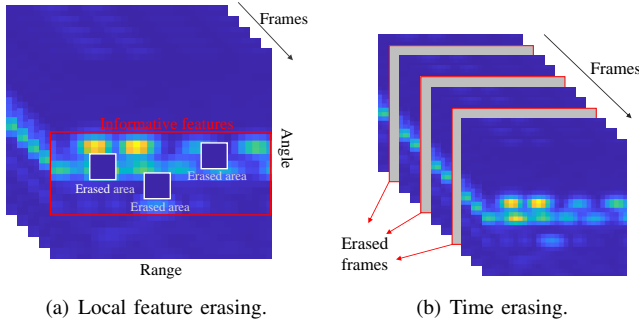 Frames
Informative features
Angle
Erased area
Erased area
Erased area
Range
(a) Local feature erasing.
Frames
Erased
frames
(b) Time erasing.